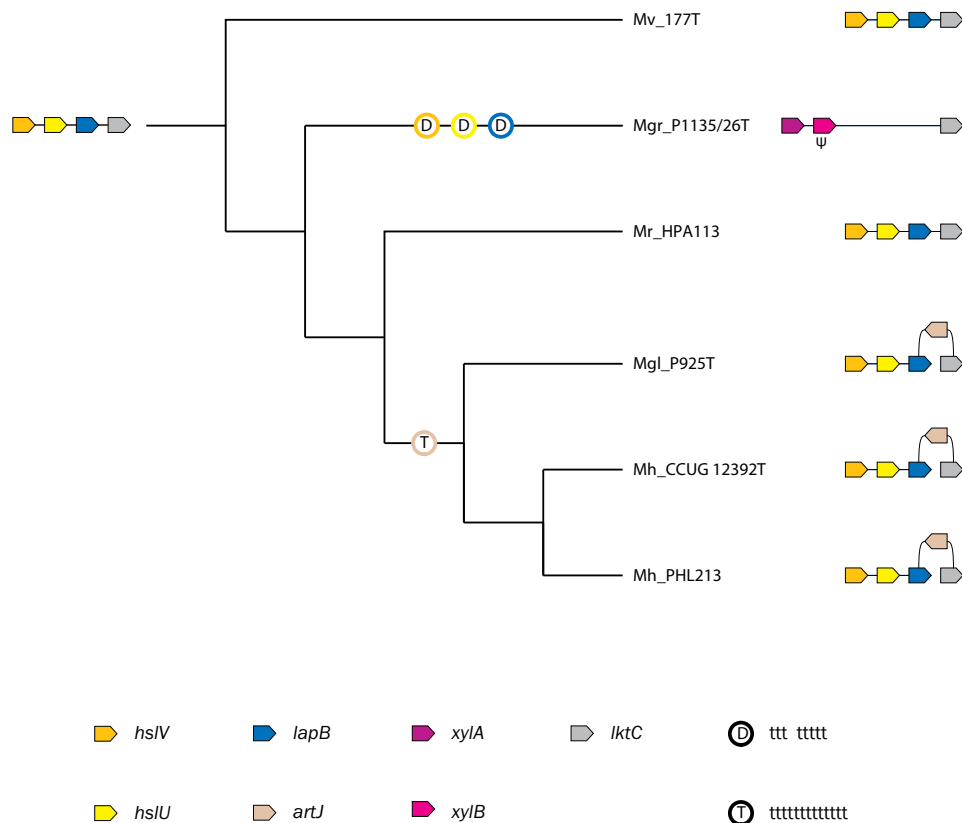 Mv_177T
D D D Mgr_P1135/26T
ψ
Mr_HPA113
Mgl_P925T
T
Mh_CCUG 12392T
Mh_PHL213
hslV lapB xylA lktC D ttt ttttt
hslU artJ xylB T ttttttttttttt